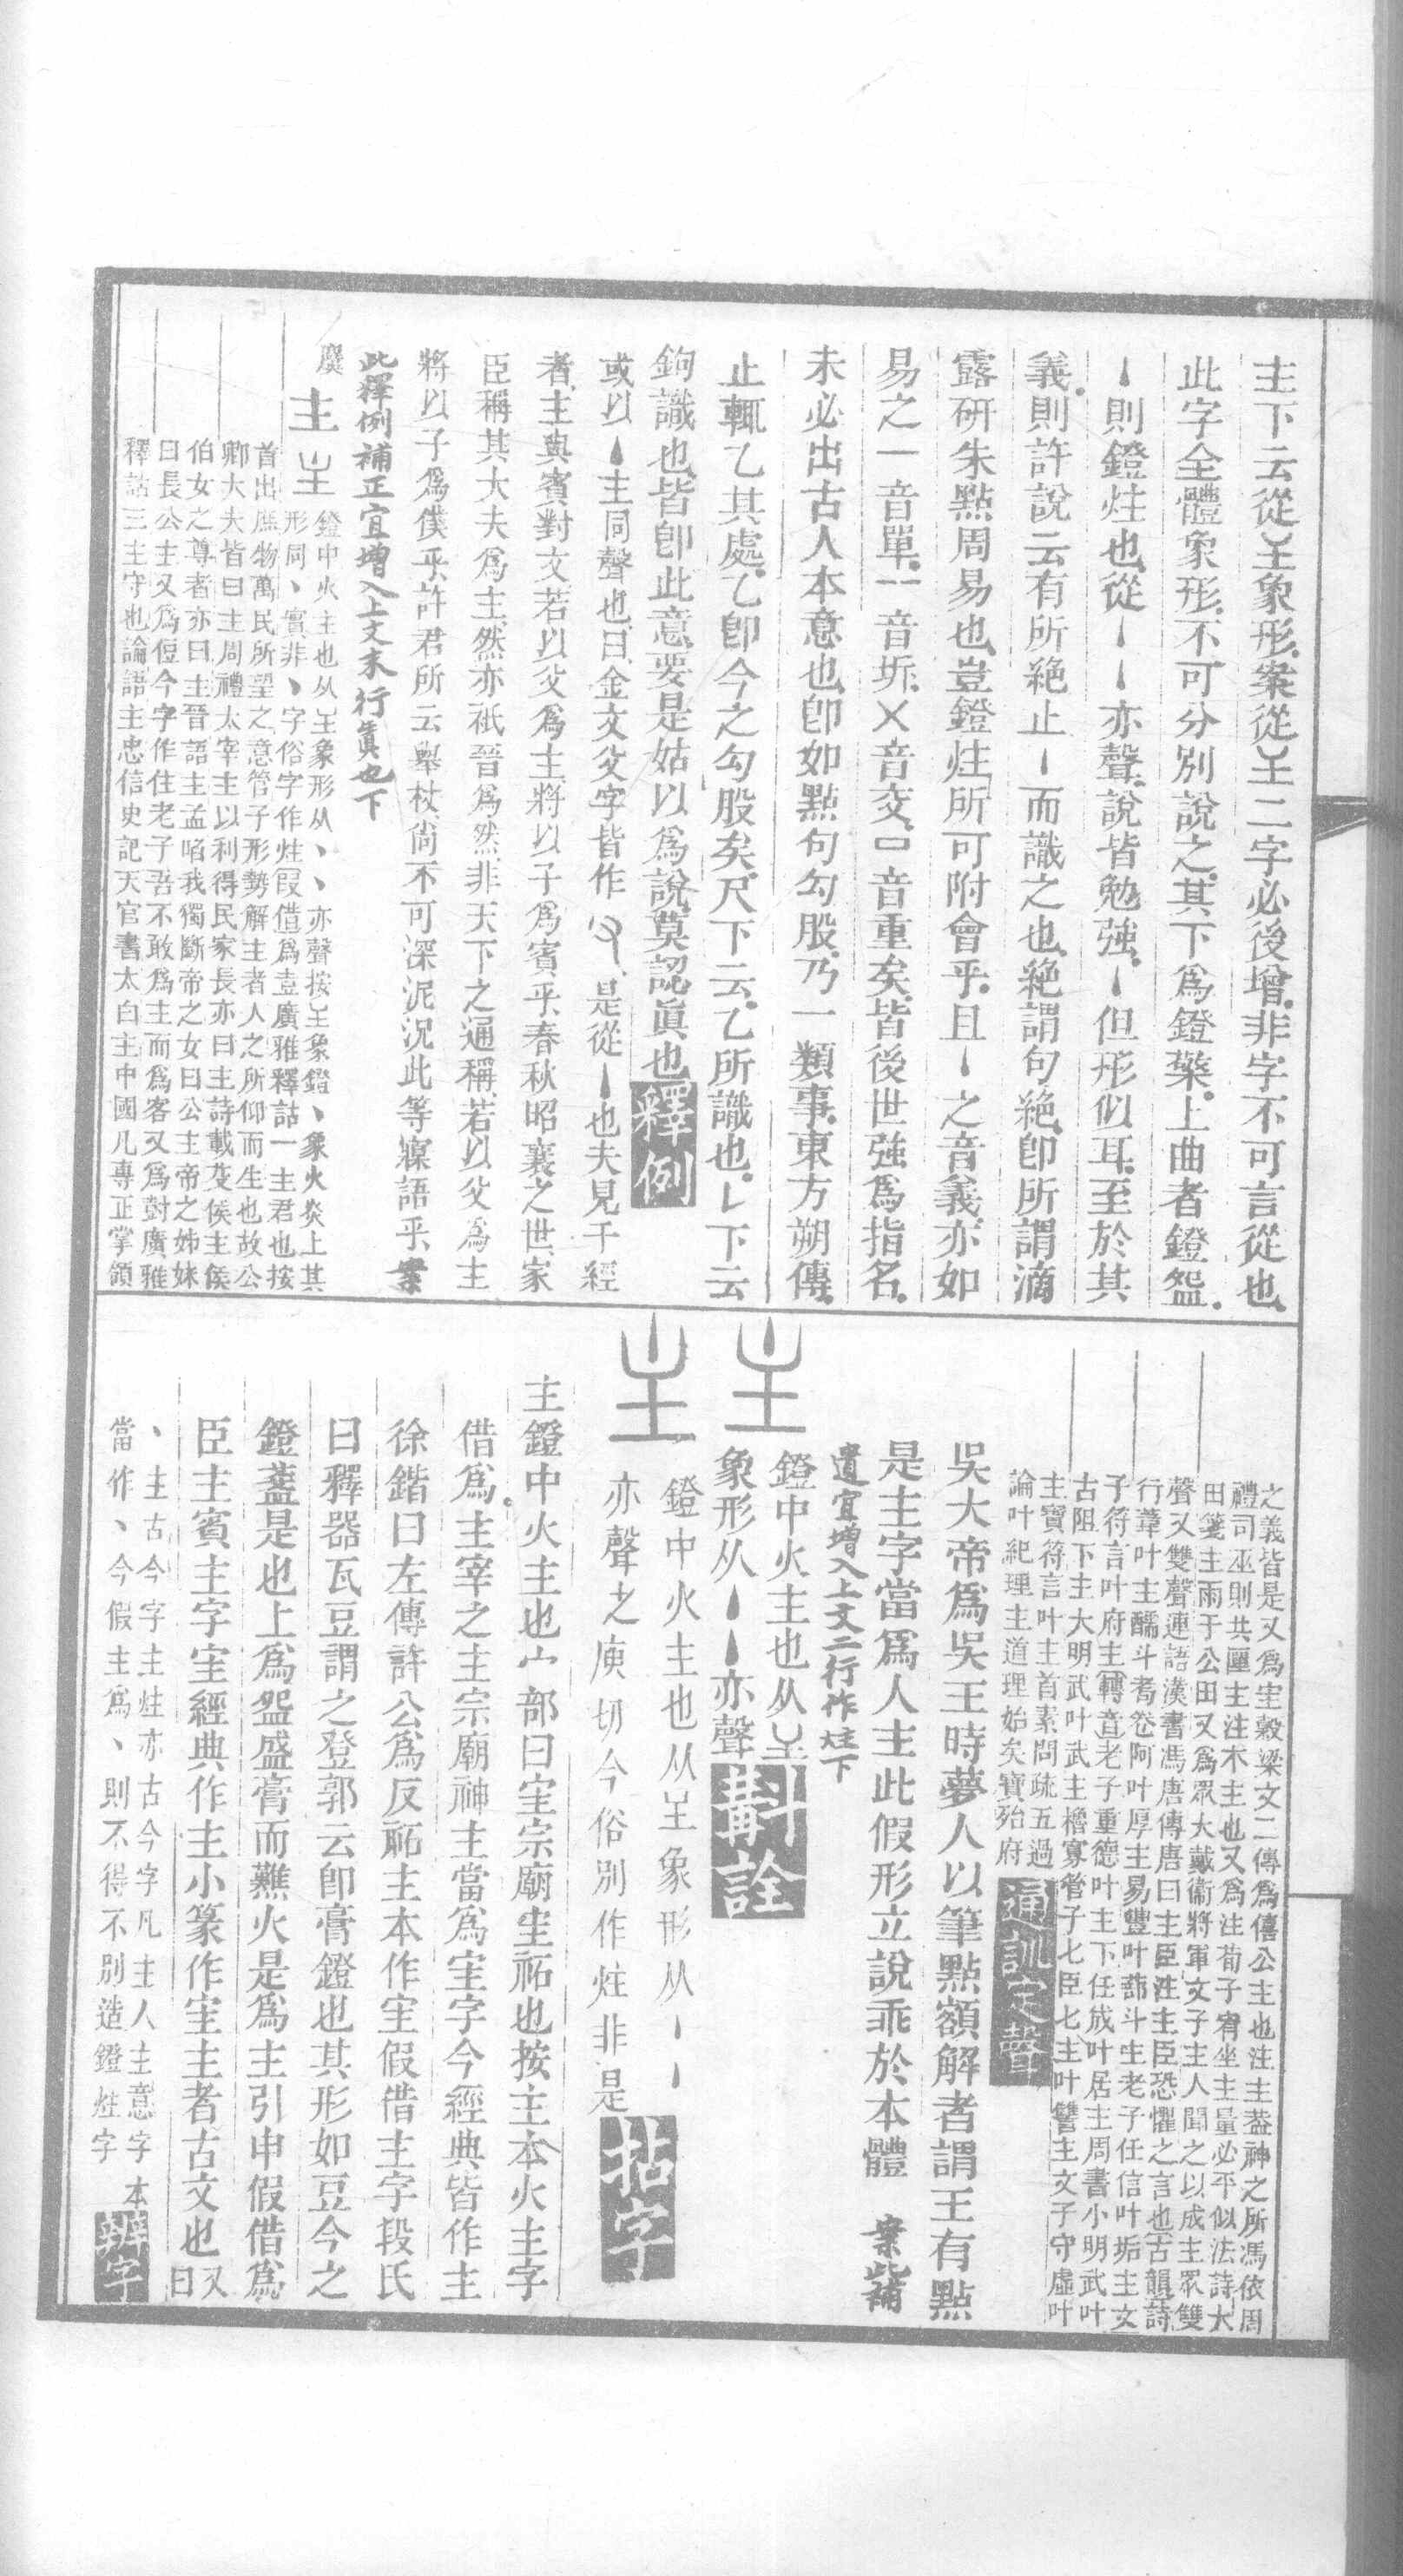 主下云從𡈼象形案從𡈼二字必後增非字不可言從也
此字全體象形不可分別說之其下爲鐙檠上曲者鐙盌
丶則鐙炷也從丶丶亦聲說皆勉強丶但形似耳至於其
義則許說云有所絶止丶而識之也絶謂句絶卽所謂滴
露研朱點周易也豈鐙炷所可附會乎且丶之音義亦如
易之一音單一音坼㐅音交口音重矣皆後世強爲指名
未必出古人本意也卽如點句勾股乃一類事東方朔傳
止輒乙其處乙卽今之勾股矣尺下云乙所識也乚下云
鉤識也皆卽此意要是姑以爲說莫認眞也釋例
或以丶主同聲也曰金文父字皆作是從丶也夫見千經
者主與賓對文若以父爲主將以子爲賓乎春秋昭襄之世家
臣稱其大夫爲主然亦祇晉爲然非天下之通稱若以父爲主
將以子爲僕乎許君所云舉杖尙不可深泥況此等寱語乎案
此釋例補正宜增入上文末行眞也下
主 鐙中火主也从𡈼象形从丶丶亦聲按𡈼象鐙丶象火炎上其
形同丶實非丶字俗字作炷叚借爲壴廣雅釋詁一主君也按
首出庶物萬民所望之意管子形勢解主者人之所仰而生也故公
卿大夫皆曰主周禮太宰主以利得民家長亦曰主詩載芟侯主侯
伯女之尊者亦曰主晉語主孟啗我獨斷帝之女曰公主帝之姊妹
曰長公主又爲侸今字作住老子吾不敢爲主而爲客又爲對廣雅
釋詁三主守也論語主忠信史記天官書太白主中國凡專正掌領
之義皆是又爲宔穀梁文二傳爲僖公主也注主葢神之所馮依周
禮司巫則共匰主注木主也又爲注荀子宥坐主量必平似法詩大
田箋主雨于公田又爲眾大戴衞將軍文子主人聞之以成主眾雙
聲又雙聲連語漢書馮唐傳唐曰主臣注主臣恐懼之言也古韻詩
行葦叶主醹斗耇卷阿叶厚主易豐叶蔀斗主老子任信叶垢主文
子符言叶府主轉音老子重德叶主下任成叶居主周書小明武叶
古阻下主大明武叶武主櫓寡管子七臣七主叶讐主文子守虛叶
主寶符言叶主首素問疏五過
論叶紀理主道理始矣寶殆府通訓定聲
吳大帝爲吳王時夢人以筆點額解者謂王有點
是主字當爲人主此假形立說乖於本體 案此補
遺宜增入上文二行作炷下
鐙中火主也从𡈼
象形从丶丶亦聲斠詮
鐙中火主也从𡈼象形从丶丶
亦聲之庾切今俗別作炷非是拈字
主鐙中火主也宀部曰宔宗廟宔祏也按主本火主字
借爲主宰之主宗廟神主當爲宔字今經典皆作主
徐鍇曰左傳許公爲反祏主本作宔假借主字段氏
曰釋器瓦豆謂之登郭云卽膏鐙也其形如豆今之
鐙盞是也上爲盌盛膏而爇火是爲主引申假借爲
臣主賓主字宔經典作主小篆作宔主者古文也又曰
丶主古今字主炷亦古今字凡主人主意字本
當作丶今假主爲丶則不得不別造鐙炷字辨字